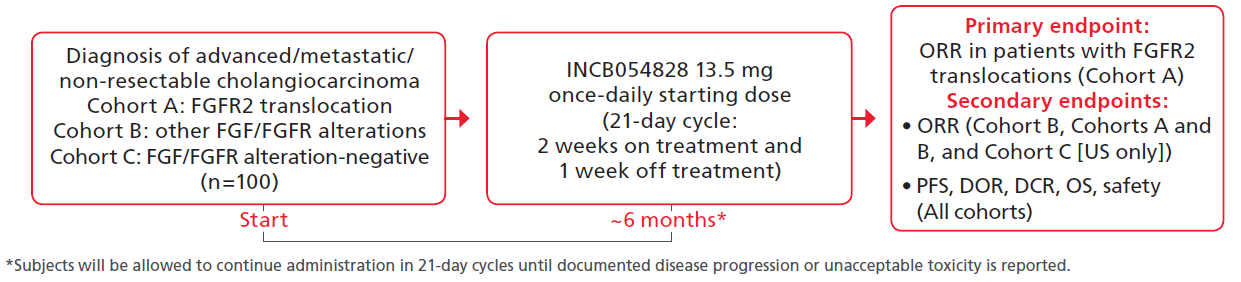 Diagnosis of advanced/metastatic/
non-resectable cholangiocarcinoma
Cohort A: FGFR2 translocation
Cohort B: other FGF/FGFR alterations
Cohort C: FGF/FGFR alteration-negative
(n=100)
INCB054828 13.5 mg
once-daily starting dose
(21-day cycle:
2 weeks on treatment and
1 week off treatment)
Primary endpoint:
ORR in patients with FGFR2
translocations (Cohort A)
Secondary endpoints:
• ORR (Cohort B, Cohorts A and
B, and Cohort C [US only])
• PFS, DOR, DCR, OS, safety
(All cohorts)
Start
~6 months*
*Subjects will be allowed to continue administration in 21-day cycles until documented disease progression or unacceptable toxicity is reported.